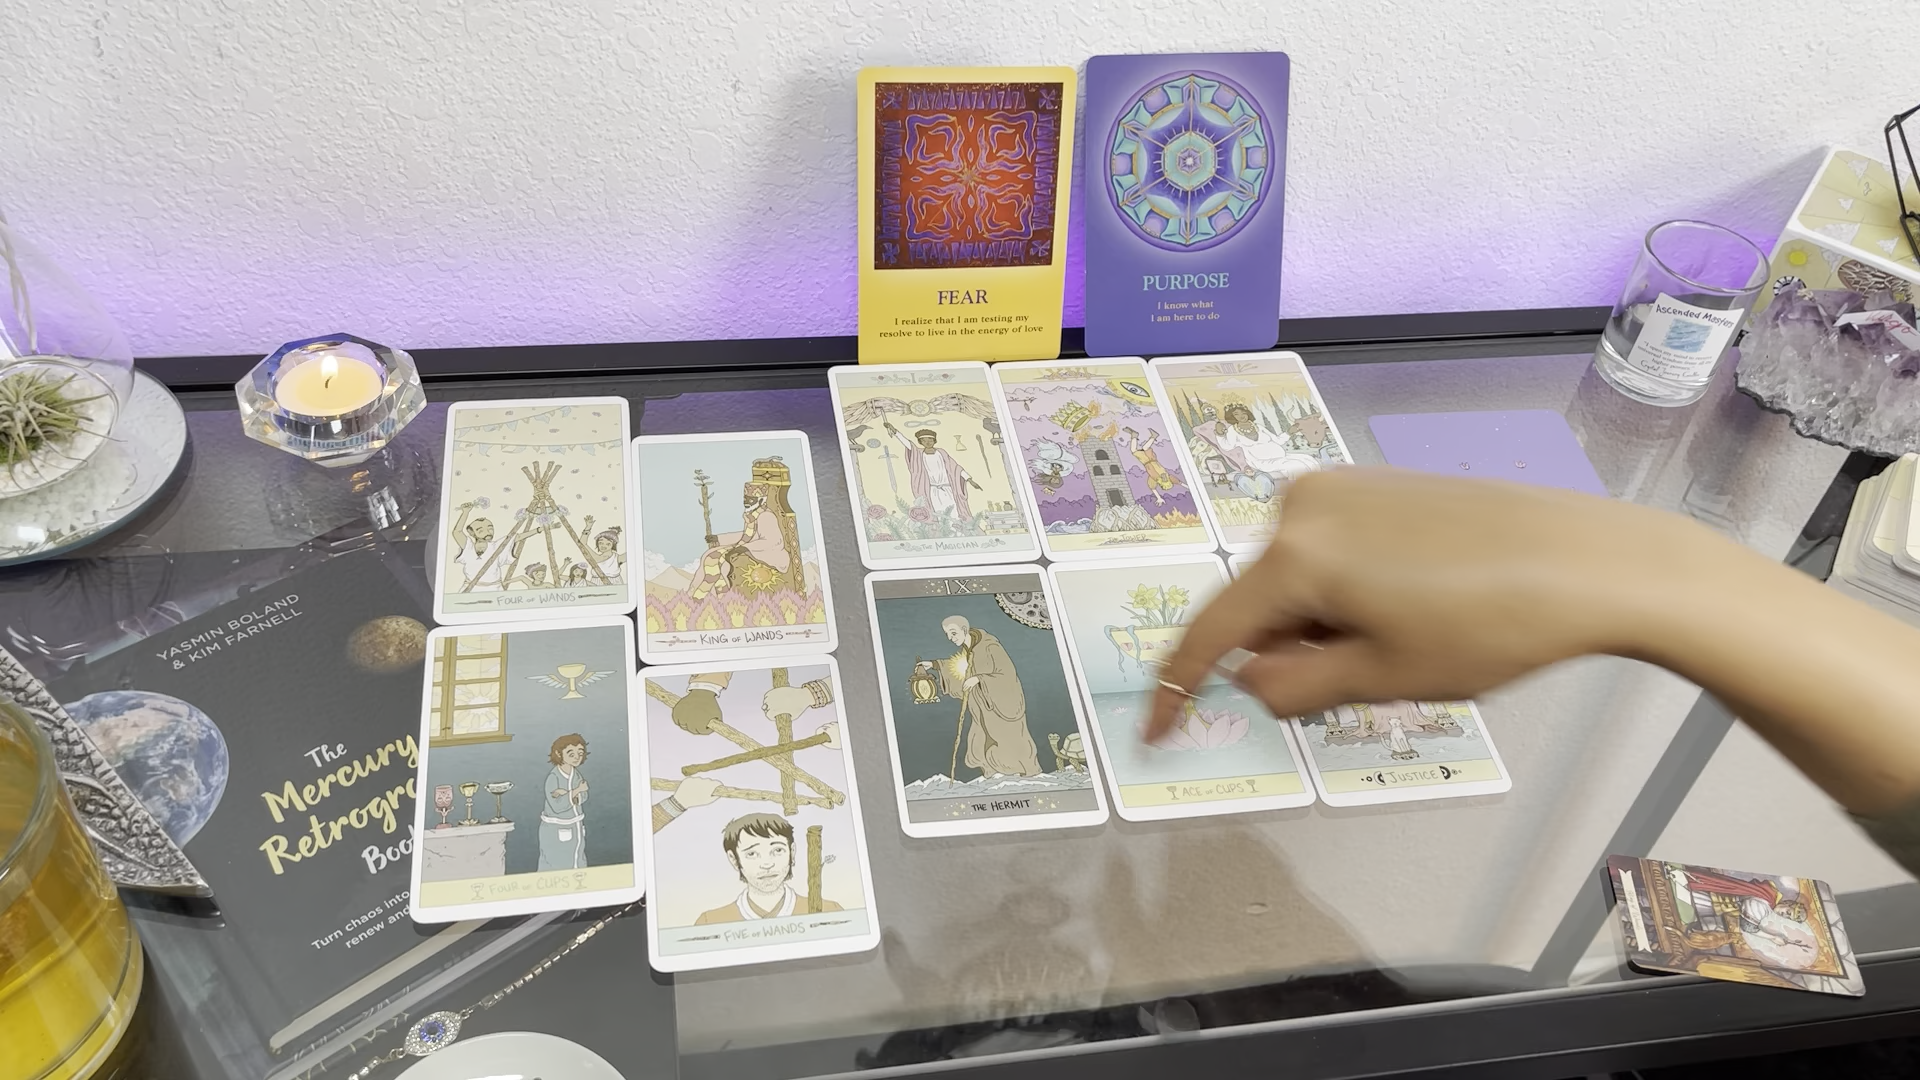 FEAR
I realize that I am testing my
resolve to live in the energy of love
PURPOSE
I know what
I am here to do
Ascended Masters
I
THE MAGICIAN
TOWER
FOUR OF WANDS
KING OF WANDS
FOUR OF CUPS
FIVE OF WANDS
IX
THE HERMIT
ACE OF CUPS
JUSTICE
YASMIN BOLAND
& KIM FARNELL
The
Mercury
Retrogr
Boo
Turn chaos into
renew and